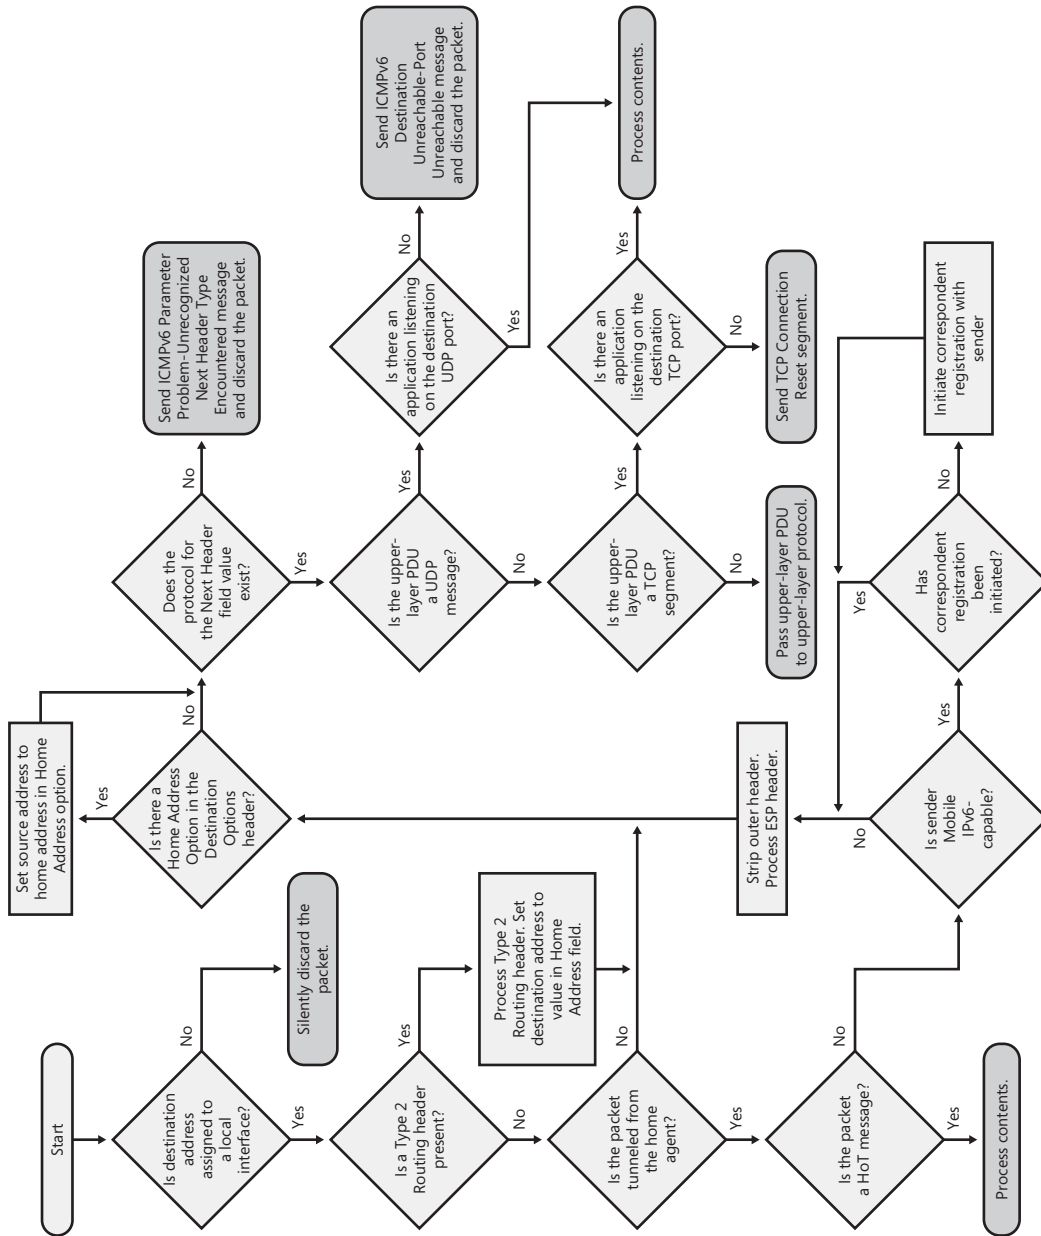 Start
Is destination
address
assigned to
a local
interface?
No
Yes
Silently discard the
packet.
Is a Type 2
Routing header
present?
Yes
No
Process Type 2
Routing header. Set
destination address to
value in Home
Address field.
Is the packet
tunneled from
the home
agent?
No
Yes
Is the packet
a HoT message?
No
Yes
Process contents.
Set source address to
home address in Home
Address option.
Yes
Is there a
Home Address
Option in the
Destination
Options
header?
No
Strip outer header.
Process ESP header.
No
Is sender
Mobile
IPv6-
capable?
Yes
Does the
protocol for
the Next Header
field value
exist?
No
Yes
Send ICMPv6 Parameter
Problem-Unrecognized
Next Header Type
Encountered message
and discard the packet.
Is the upper-
layer PDU
a UDP
message?
Yes
No
Is there an
application listening
on the destination
UDP port?
No
Yes
Send ICMPv6
Destination
Unreachable-Port
Unreachable message
and discard the packet.
Is the upper-
layer PDU
a TCP
segment?
Yes
No
Pass upper-layer PDU
to upper-layer protocol.
Is there an
application
listening on the
destination
TCP port?
Yes
No
Process contents.
Send TCP Connection
Reset segment.
Yes
Has
correspondent
registration
been
initiated?
No
Initiate correspondent
registration with
sender